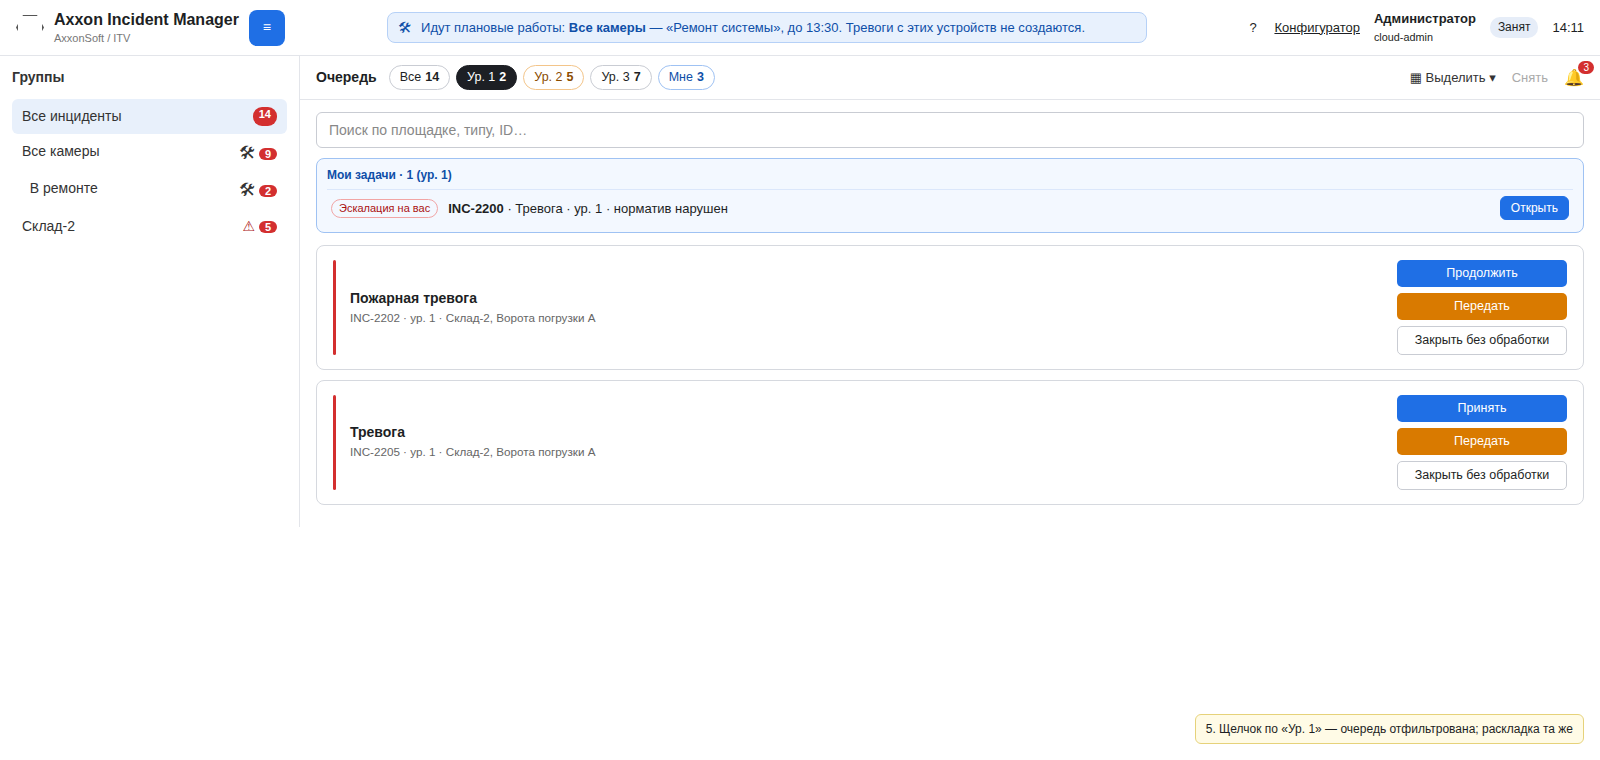 Axxon Incident Manager
AxxonSoft / ITV
≡
🛠 Идут плановые работы: Все камеры — «Ремонт системы», до 13:30. Тревоги с этих устройств не создаются.
? Конфигуратор
Администратор
cloud-admin
Занят
14:11
Группы
Все инциденты 14
Все камеры 🛠 9
В ремонте 🛠 2
Склад-2 ⚠ 5
Очередь Все 14 Ур. 1 2 Ур. 2 5 Ур. 3 7 Мне 3
▦ Выделить ▾ Снять 🔔 3
Поиск по площадке, типу, ID…
Мои задачи · 1 (ур. 1)
Эскалация на вас INC-2200 · Тревога · ур. 1 · норматив нарушен Открыть
Пожарная тревога
INC-2202 · ур. 1 · Склад-2, Ворота погрузки A
Продолжить
Передать
Закрыть без обработки
Тревога
INC-2205 · ур. 1 · Склад-2, Ворота погрузки A
Принять
Передать
Закрыть без обработки
5. Щелчок по «Ур. 1» — очередь отфильтрована; раскладка та же